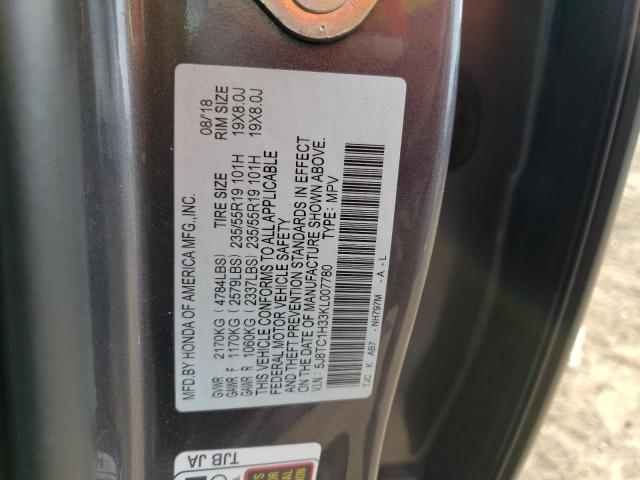 MFD. BY HONDA OF AMERICA MFG.,INC. 08/18
TIRE SIZE RIM SIZE
GVWR 2170KG (4784LBS)
GAWR F 1170KG (2579LBS) 235/55R19 101H 19X8.0J
GAWR R 1060KG (2337LBS) 235/55R19 101H 19X8.0J
THIS VEHICLE CONFORMS TO ALL APPLICABLE
FEDERAL MOTOR VEHICLE SAFETY
AND THEFT PREVENTION STANDARDS IN EFFECT
ON THE DATE OF MANUFACTURE SHOWN ABOVE.
V.I.N.: 5J8TC1H33KL007780 TYPE: MPV
TJC K AB7 - NH797M - A - L
TJB JA